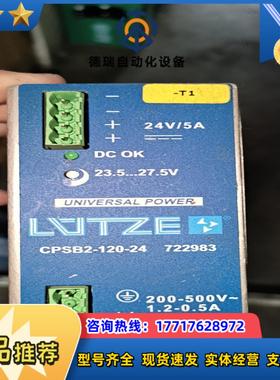 德瑞自动化设备
-T1
24V/5A
DC OK
23.5...27.5V
UNIVERSAL POWER
LÜTZE
CPSB2-120-24 722983
200-500V~
1.2-0.5A
咨询热线：17717628972
品推荐
型号齐全 现货速发 实体经营